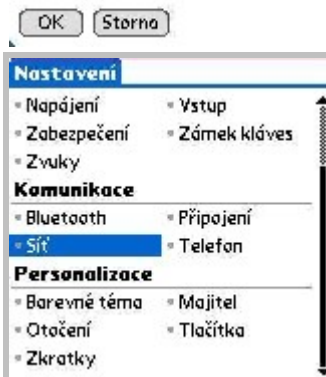 OK Storno
Nastavení
Napájení Vstup
Zabezpečení Zámek kláves
Zvuky
Komunikace
Bluetooth Připojení
Síť Telefon
Personalizace
Barevné téma Majitel
Otočení Tlačítka
Zkratky